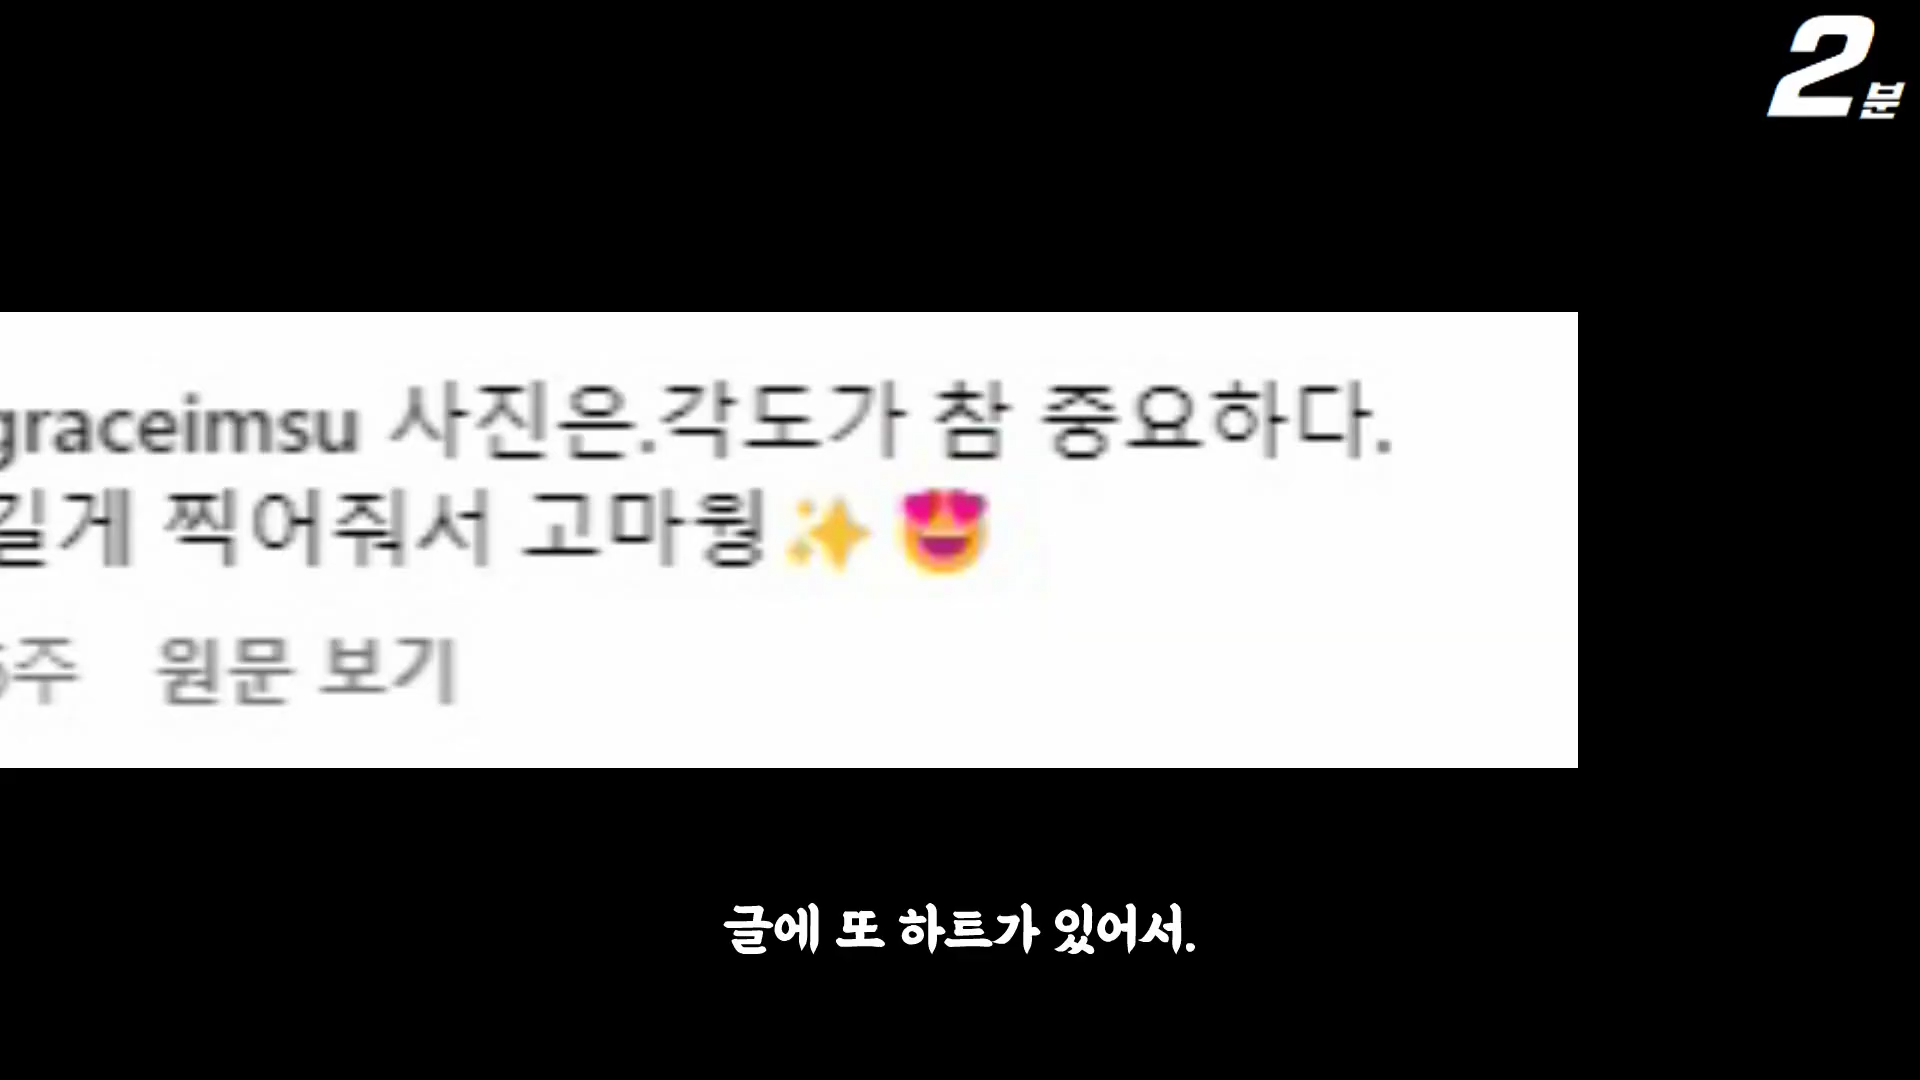 2분
graceimsu 사진은.각도가 참 중요하다.
길게 찍어줘서 고마웡✨😍
주 원문 보기
글에 또 하트가 있어서.